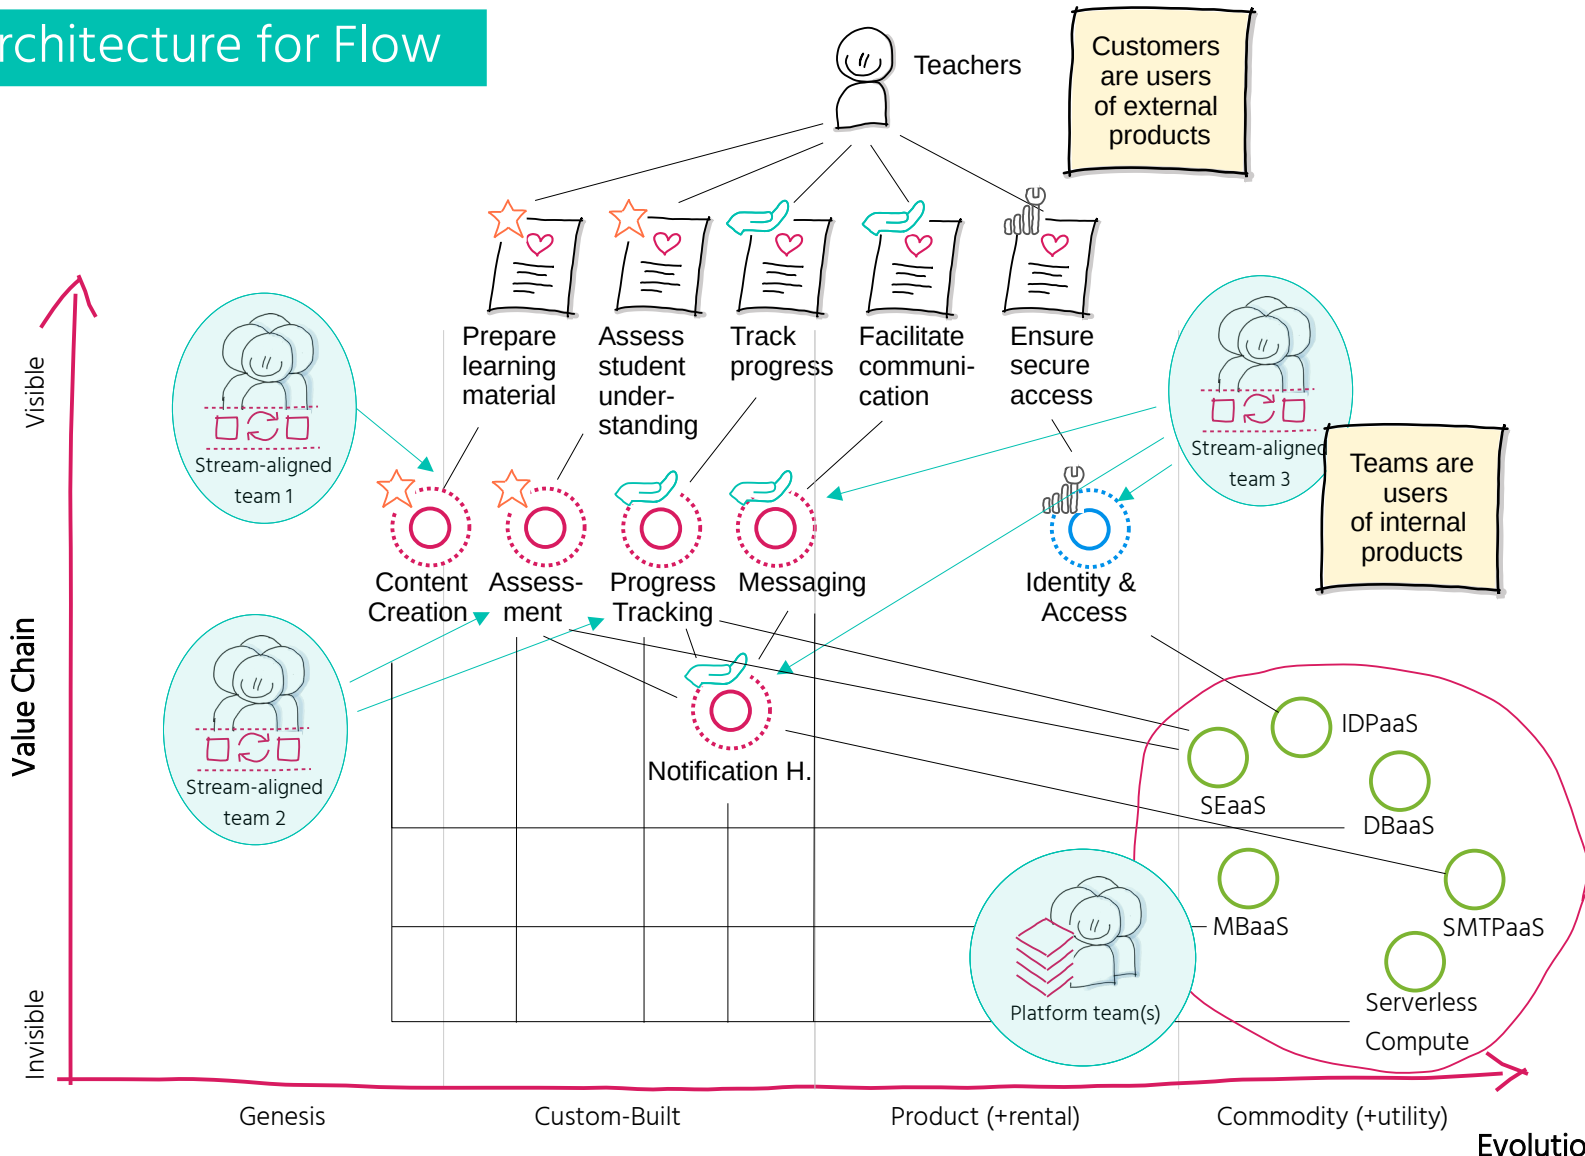 rchitecture for Flow
Teachers
Customers
are users
of external
products
Prepare
learning
material
Assess
student
under-
standing
Track
progress
Facilitate
communi-
cation
Ensure
secure
access
Visible
Stream-aligned
team 1
Stream-aligned
team 3
Teams are
users
of internal
products
Content
Creation
Assess-
ment
Progress
Tracking
Messaging
Identity &
Access
Value Chain
Stream-aligned
team 2
Notification H.
IDPaaS
SEaaS
DBaaS
MBaaS
SMTPaaS
Serverless
Compute
Platform team(s)
Invisible
Genesis
Custom-Built
Product (+rental)
Commodity (+utility)
Evolutio